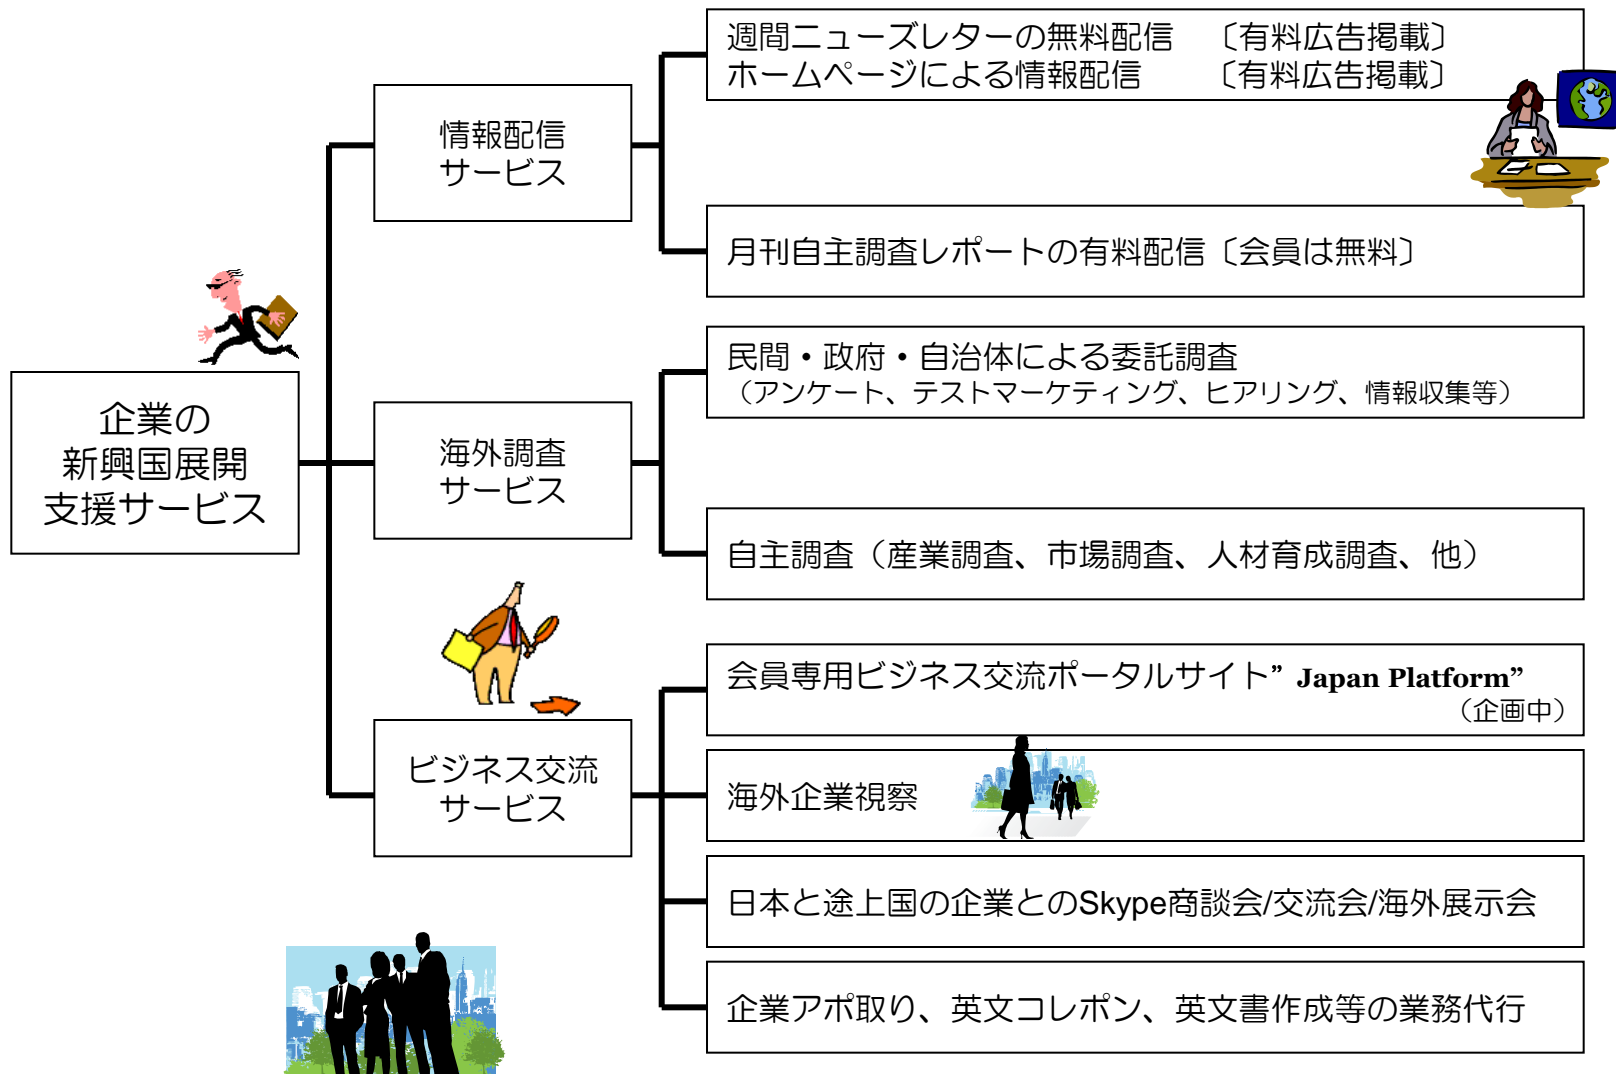 週間ニューズレターの無料配信 〔有料広告掲載〕
ホームページによる情報配信 〔有料広告掲載〕
情報配信
サービス
月刊自主調査レポートの有料配信〔会員は無料〕
企業の
新興国展開
支援サービス
民間・政府・自治体による委託調査
（アンケート、テストマーケティング、ヒアリング、情報収集等）
海外調査
サービス
自主調査（産業調査、市場調査、人材育成調査、他）
会員専用ビジネス交流ポータルサイト” Japan Platform”
（企画中）
ビジネス交流
サービス
海外企業視察
日本と途上国の企業とのSkype商談会/交流会/海外展示会
企業アポ取り、英文コレポン、英文書作成等の業務代行